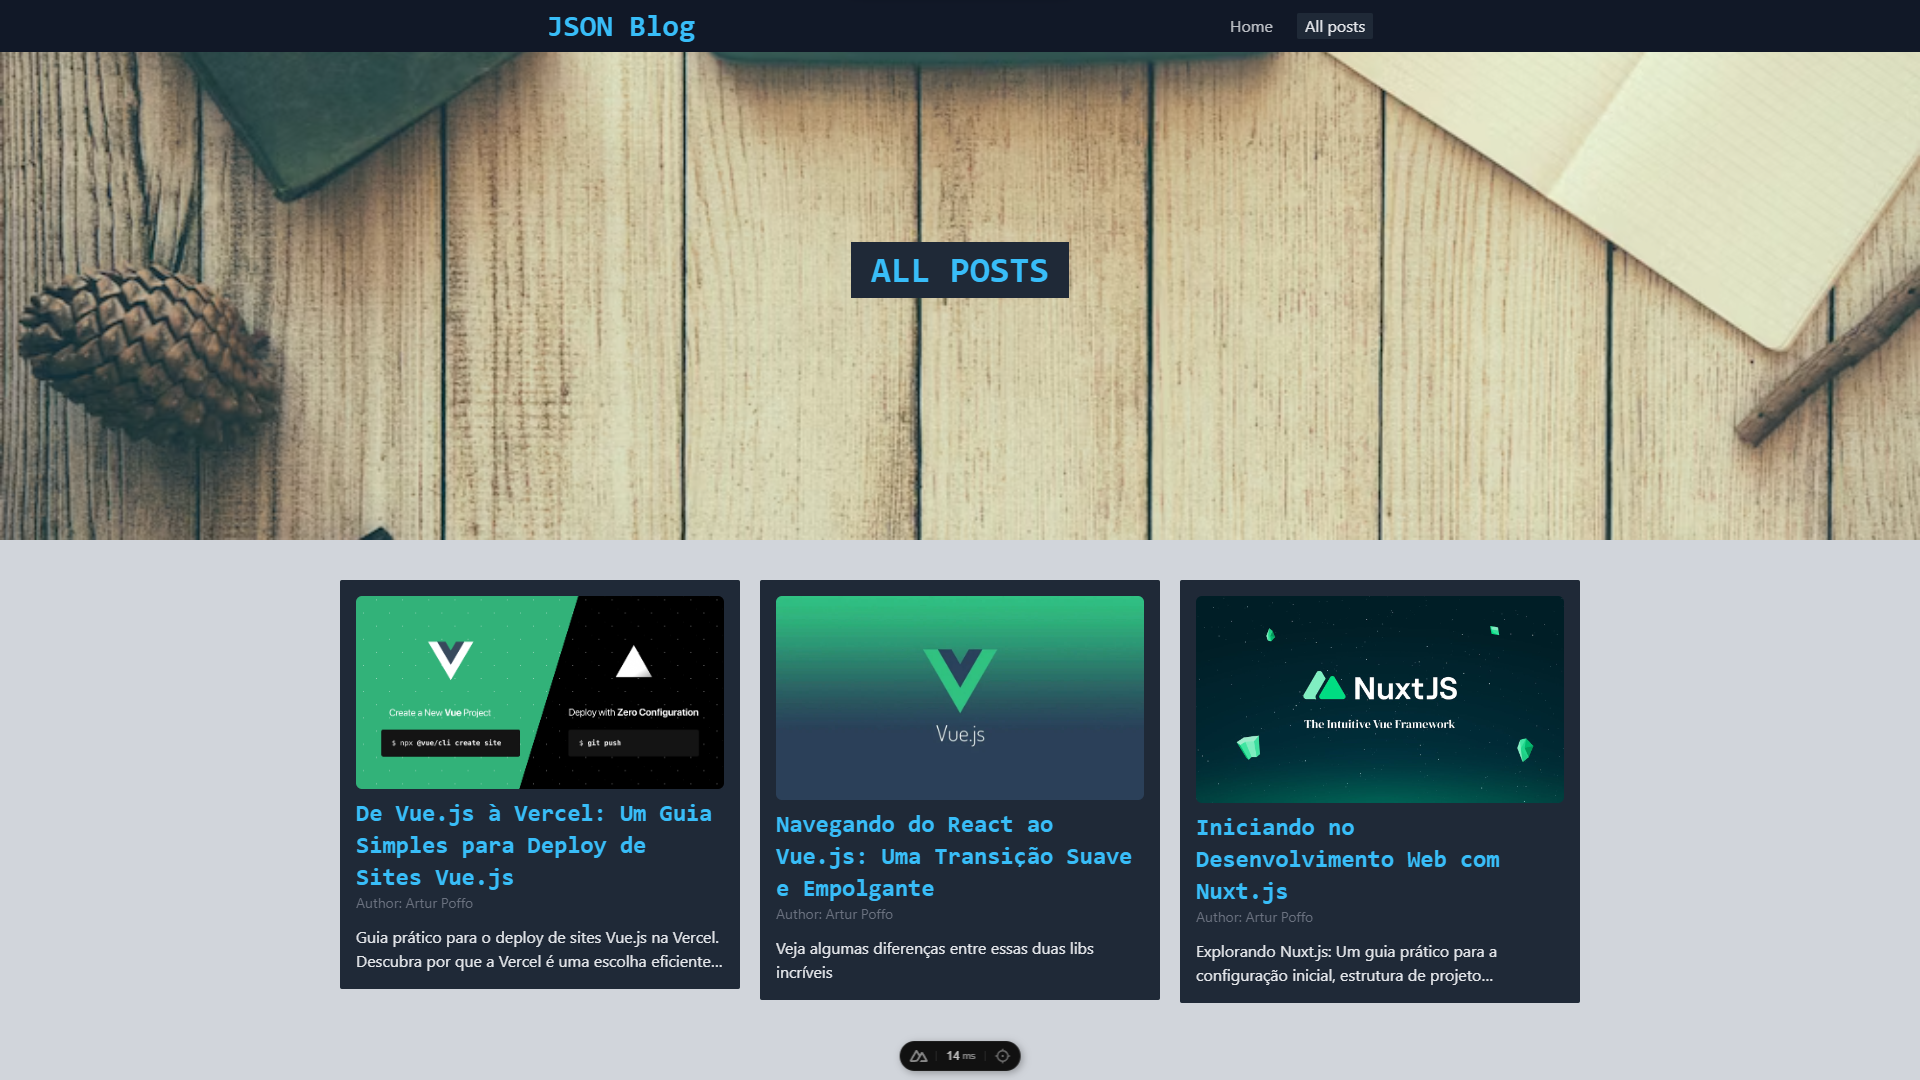 JSON Blog
Home
All posts
ALL POSTS
Create a New Vue Project
$ npx @vue/cli create site
Deploy with Zero Configuration
$ git push
De Vue.js à Vercel: Um Guia
Simples para Deploy de
Sites Vue.js
Author: Artur Poffo
Guia prático para o deploy de sites Vue.js na Vercel.
Descubra por que a Vercel é uma escolha eficiente...
Vue.js
Navegando do React ao
Vue.js: Uma Transição Suave
e Empolgante
Author: Artur Poffo
Veja algumas diferenças entre essas duas libs
incríveis
NuxtJS
The Intuitive Vue Framework
Iniciando no
Desenvolvimento Web com
Nuxt.js
Author: Artur Poffo
Explorando Nuxt.js: Um guia prático para a
configuração inicial, estrutura de projeto...
14 ms